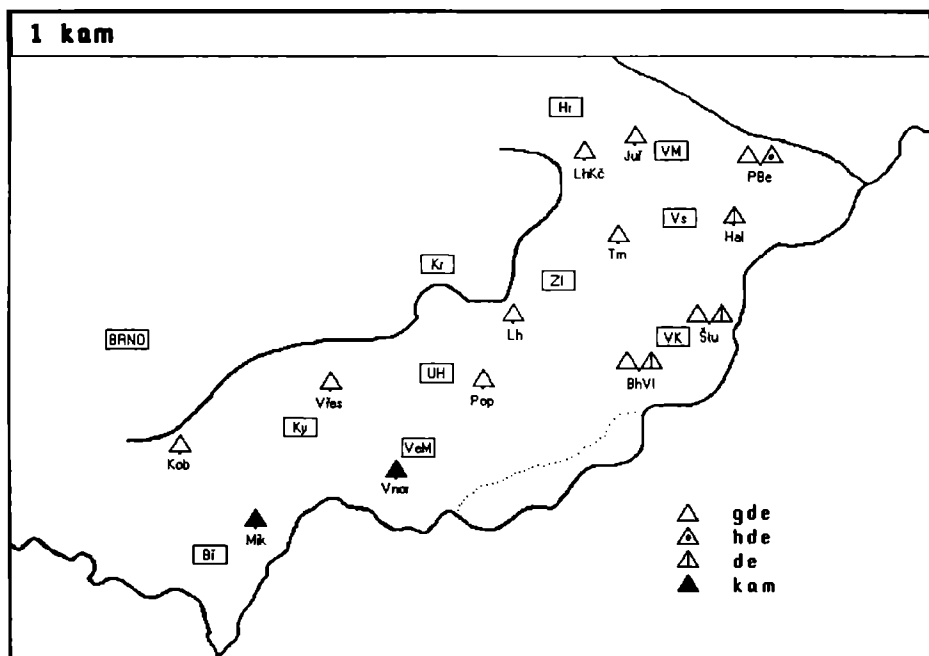 1 kam
Hr
LhKč
Juř
VM
PBe
Vs
Hal
Trn
Kr
Zl
BRNO
Lh
VK
Štu
UH
BhVl
Vřes
Pop
Ky
Kob
VeM
Vnor
Mik
Bř
gde
hde
de
kam